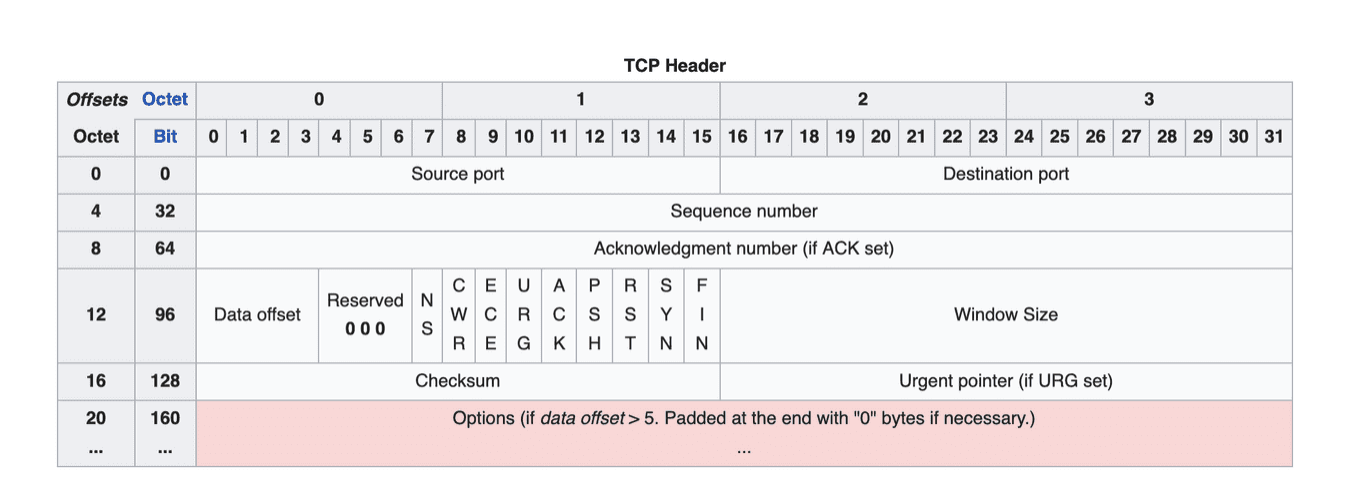 TCP Header
Offsets Octet 0 1 2 3
Octet Bit 0 1 2 3 4 5 6 7 8 9 10 11 12 13 14 15 16 17 18 19 20 21 22 23 24 25 26 27 28 29 30 31
0 0 Source port Destination port
4 32 Sequence number
8 64 Acknowledgment number (if ACK set)
12 96 Data offset Reserved 0 0 0 NS CWR ECE URG ACK PSH RST SYN FIN Window Size
16 128 Checksum Urgent pointer (if URG set)
20 160 Options (if data offset > 5. Padded at the end with "0" bytes if necessary.)
... ... ...